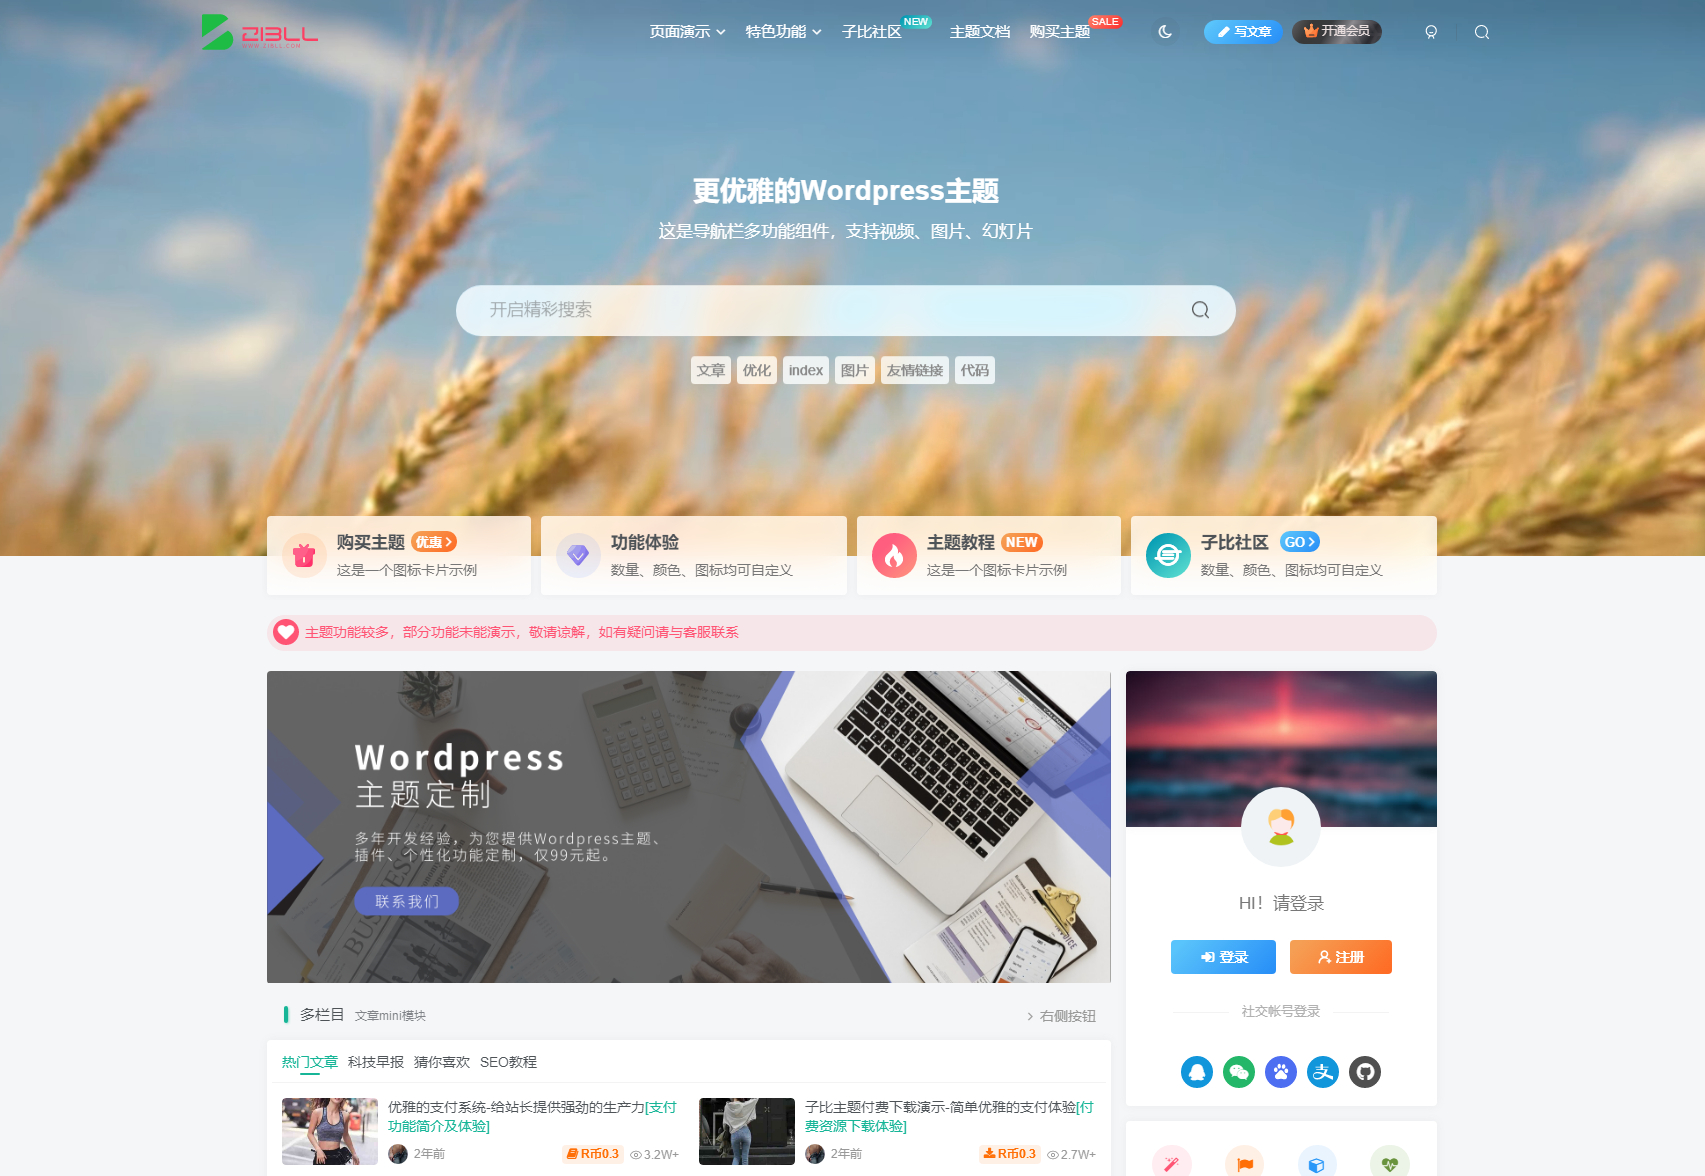 ZIBLL
WWW.ZIBLL.COM
页面演示
特色功能
子比社区
NEW
主题文档
购买主题
SALE
写文章
开通会员
更优雅的Wordpress主题
这是导航栏多功能组件，支持视频、图片、幻灯片
开启精彩搜索
文章
优化
index
图片
友情链接
代码
购买主题 优惠
这是一个图标卡片示例
功能体验
数量、颜色、图标均可自定义
主题教程 NEW
这是一个图标卡片示例
子比社区 GO
数量、颜色、图标均可自定义
主题功能较多，部分功能未能演示，敬请谅解，如有疑问请与客服联系
Wordpress
主题定制
多年开发经验，为您提供Wordpress主题、
插件、个性化功能定制，仅99元起。
联系我们
HI！请登录
登录
注册
社交帐号登录
多栏目 文章mini模块
右侧按钮
热门文章 科技早报 猜你喜欢 SEO教程
优雅的支付系统-给站长提供强劲的生产力[支付
功能简介及体验]
2年前
R币0.3
3.2W+
子比主题付费下载演示-简单优雅的支付体验[付
费资源下载体验]
2年前
R币0.3
2.7W+